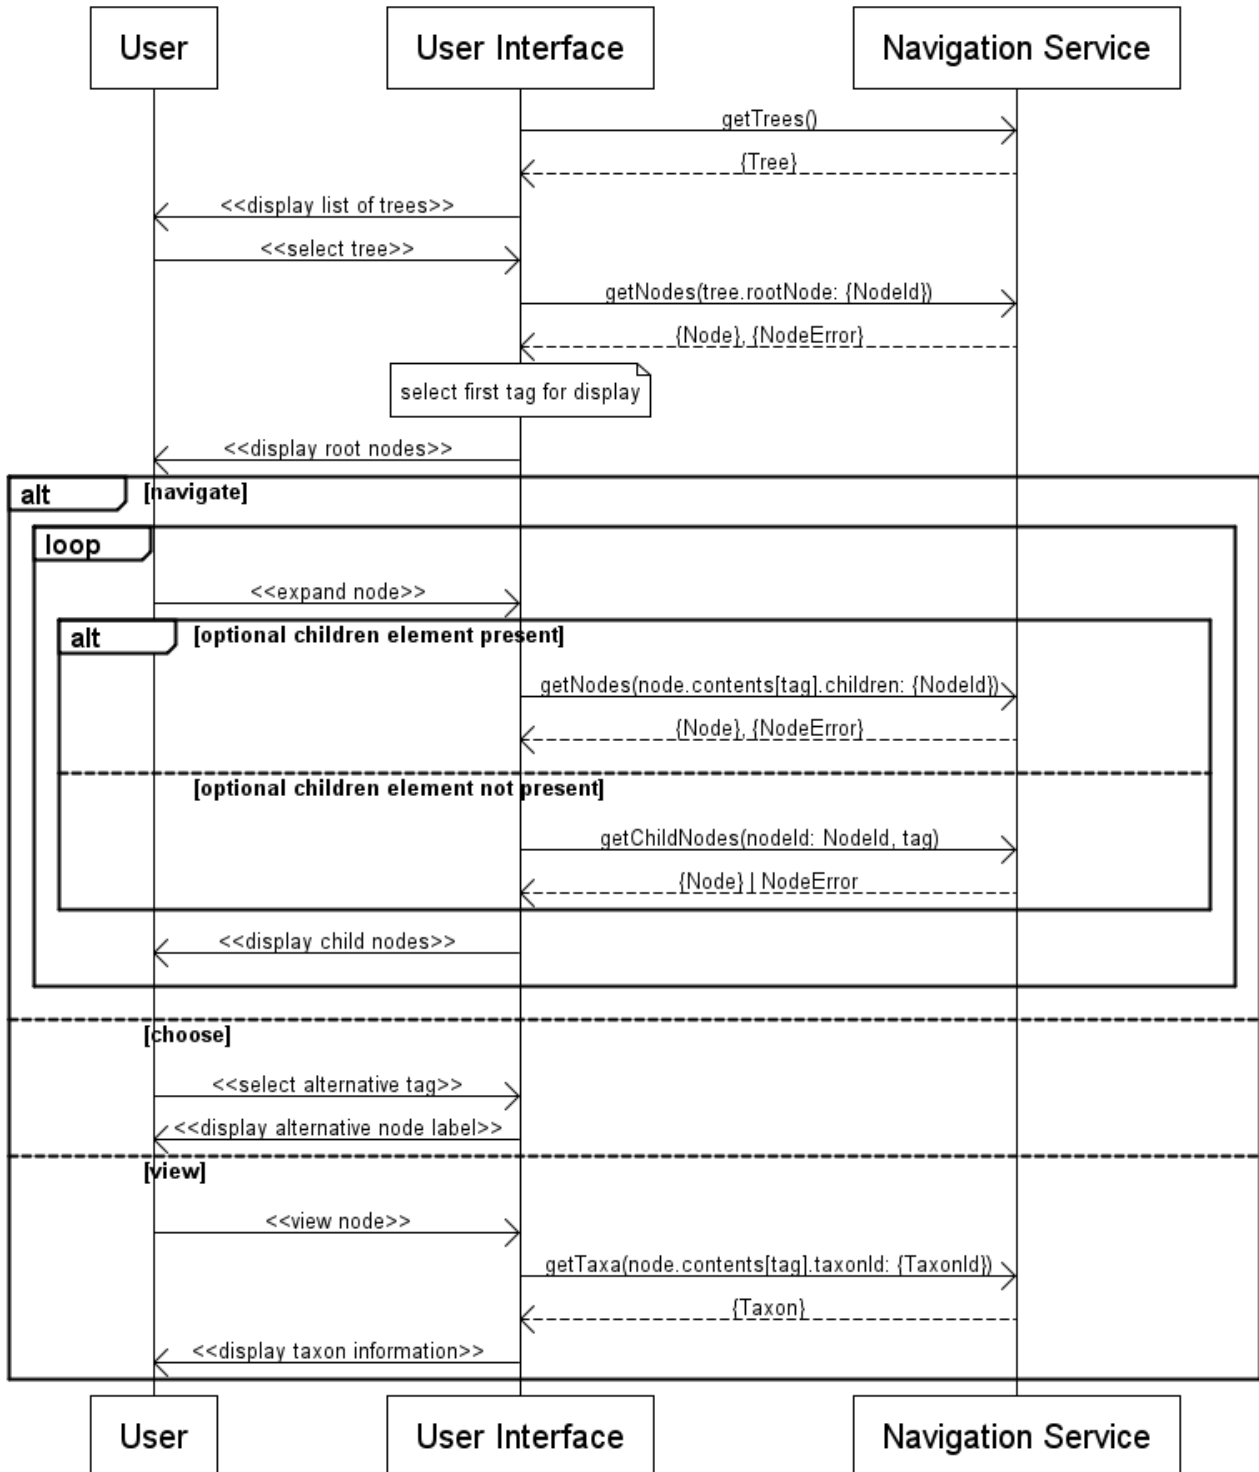 User
User Interface
Navigation Service
getTrees()
{Tree}
<<display list of trees>>
<<select tree>>
getNodes(tree.rootNode: {NodeId})
{Node}, {NodeError}
select first tag for display
<<display root nodes>>
alt
[navigate]
loop
<<expand node>>
alt
[optional children element present]
getNodes(node.contents[tag].children: {NodeId})
{Node}, {NodeError}
[optional children element not present]
getChildNodes(nodeId: NodeId, tag)
{Node} | NodeError
<<display child nodes>>
[choose]
<<select alternative tag>>
<<display alternative node label>>
[view]
<<view node>>
getTaxa(node.contents[tag].taxonId: {TaxonId})
{Taxon}
<<display taxon information>>
User
User Interface
Navigation Service